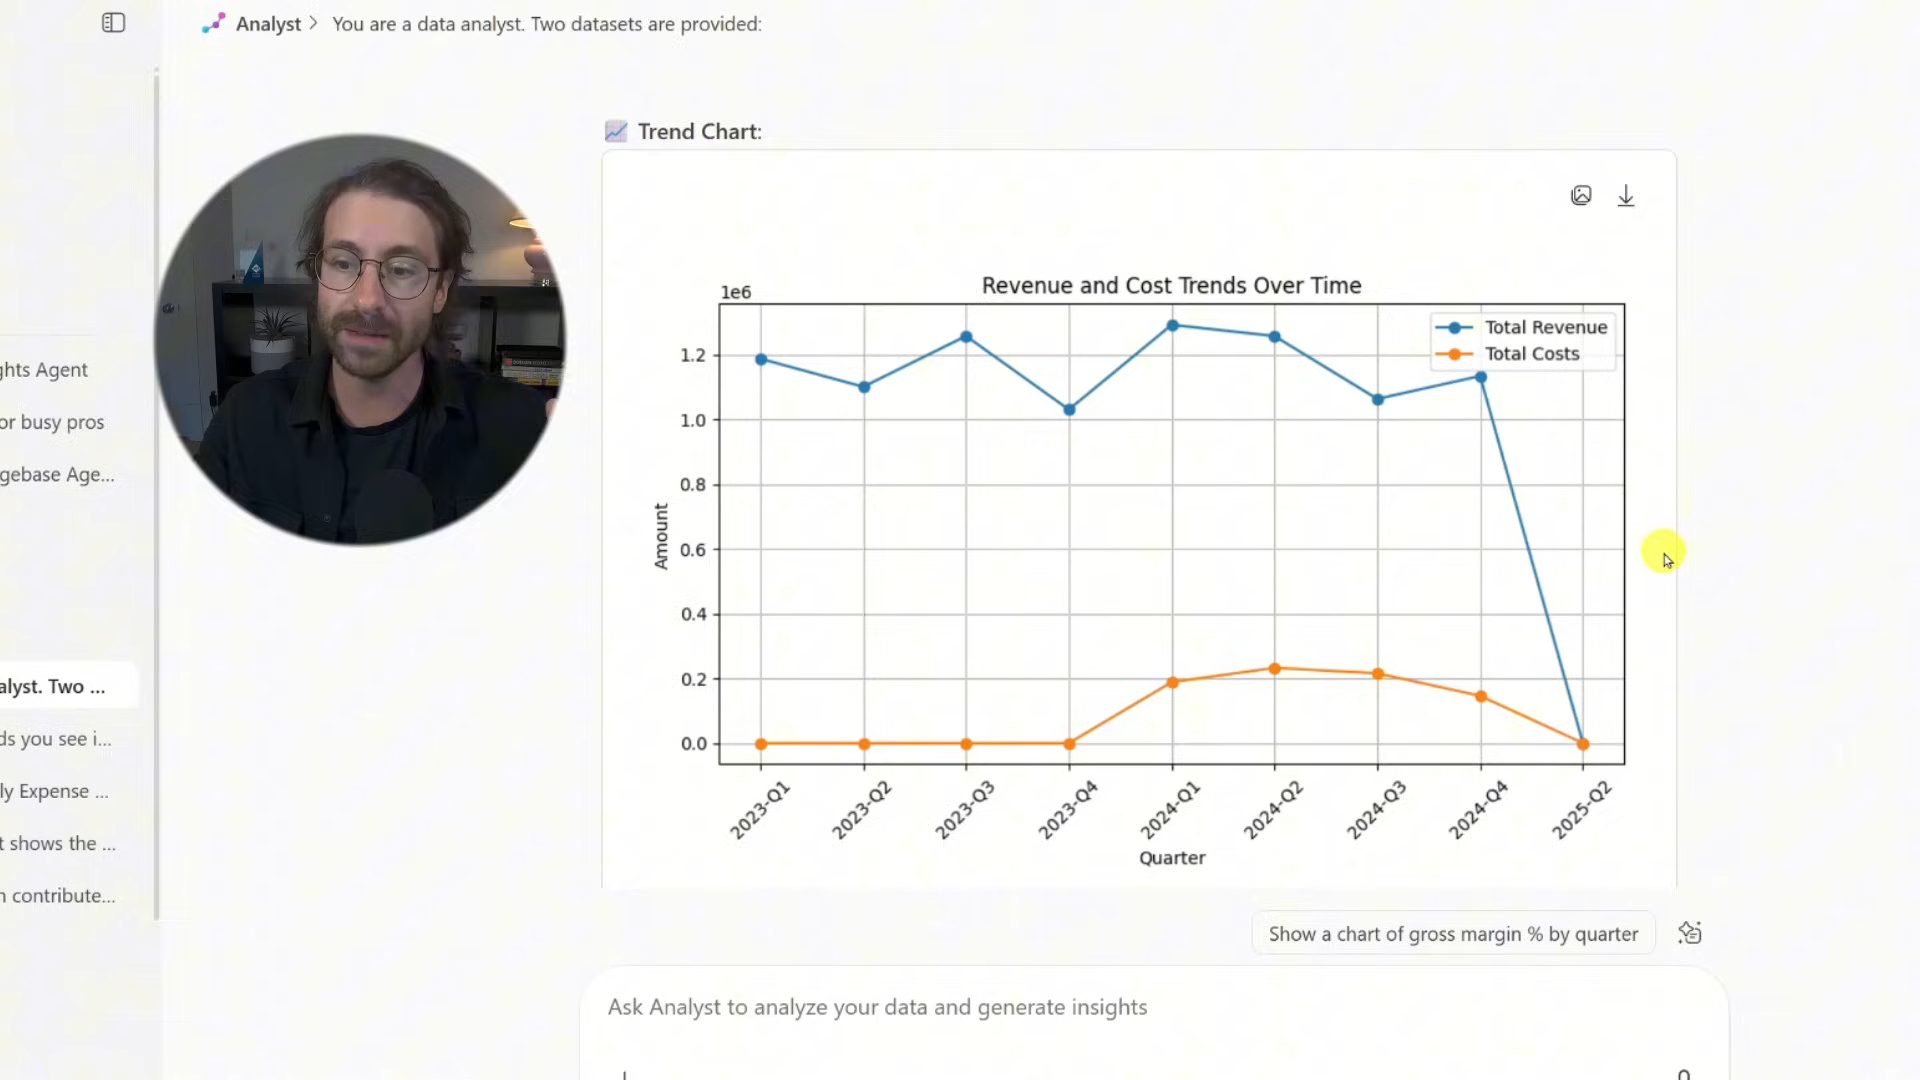 Analyst > You are a data analyst. Two datasets are provided:
ghts Agent
or busy pros
gebase Age...
alyst. Two ...
ds you see i...
ly Expense ...
t shows the ...
n contribute...
Trend Chart:
Revenue and Cost Trends Over Time
1e6
Total Revenue
Total Costs
1.2
1.0
0.8
0.6
0.4
0.2
0.0
Amount
2023-Q1
2023-Q2
2023-Q3
2023-Q4
2024-Q1
2024-Q2
2024-Q3
2024-Q4
2025-Q2
Quarter
Show a chart of gross margin % by quarter
Ask Analyst to analyze your data and generate insights